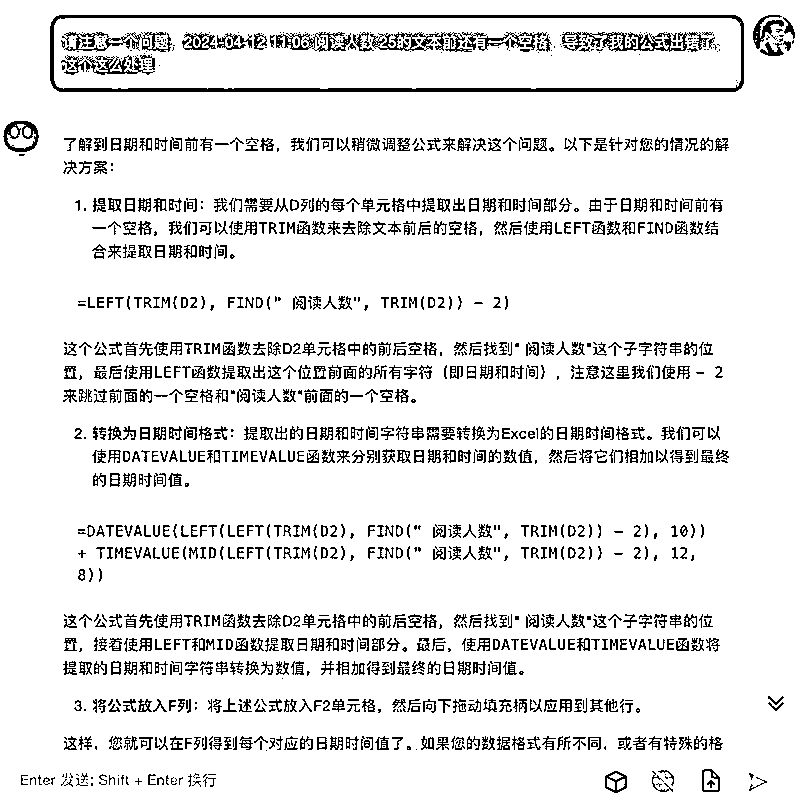 请注意一个问题，2024-04-12 11:06 阅读人数 25的文本前还有一个空格，导致了我的公式出错了。
这个这么处理
了解到日期和时间前有一个空格，我们可以稍微调整公式来解决这个问题。以下是针对您的情况的解
决方案：
1. 提取日期和时间：我们需要从D列的每个单元格中提取出日期和时间部分。由于日期和时间前有
一个空格，我们可以使用TRIM函数来去除文本前后的空格，然后使用LEFT函数和FIND函数结
合来提取日期和时间。
=LEFT(TRIM(D2), FIND(" 阅读人数", TRIM(D2)) - 2)
这个公式首先使用TRIM函数去除D2单元格中的前后空格，然后找到" 阅读人数"这个子字符串的位
置，最后使用LEFT函数提取出这个位置前面的所有字符（即日期和时间），注意这里我们使用 - 2
来跳过前面的一个空格和"阅读人数"前面的一个空格。
2. 转换为日期时间格式：提取出的日期和时间字符串需要转换为Excel的日期时间格式。我们可以
使用DATEVALUE和TIMEVALUE函数来分别获取日期和时间的数值，然后将它们相加以得到最终
的日期时间值。
=DATEVALUE(LEFT(LEFT(TRIM(D2), FIND(" 阅读人数", TRIM(D2)) - 2), 10))
+ TIMEVALUE(MID(LEFT(TRIM(D2), FIND(" 阅读人数", TRIM(D2)) - 2), 12,
8))
这个公式首先使用TRIM函数去除D2单元格中的前后空格，然后找到" 阅读人数"这个子字符串的位
置，接着使用LEFT和MID函数提取日期和时间部分。最后，使用DATEVALUE和TIMEVALUE函数将
提取的日期和时间字符串转换为数值，并相加得到最终的日期时间值。
3. 将公式放入F列：将上述公式放入F2单元格，然后向下拖动填充柄以应用到其他行。
这样，您就可以在F列得到每个对应的日期时间值了。如果您的数据格式有所不同，或者有特殊的格
Enter 发送; Shift + Enter 换行